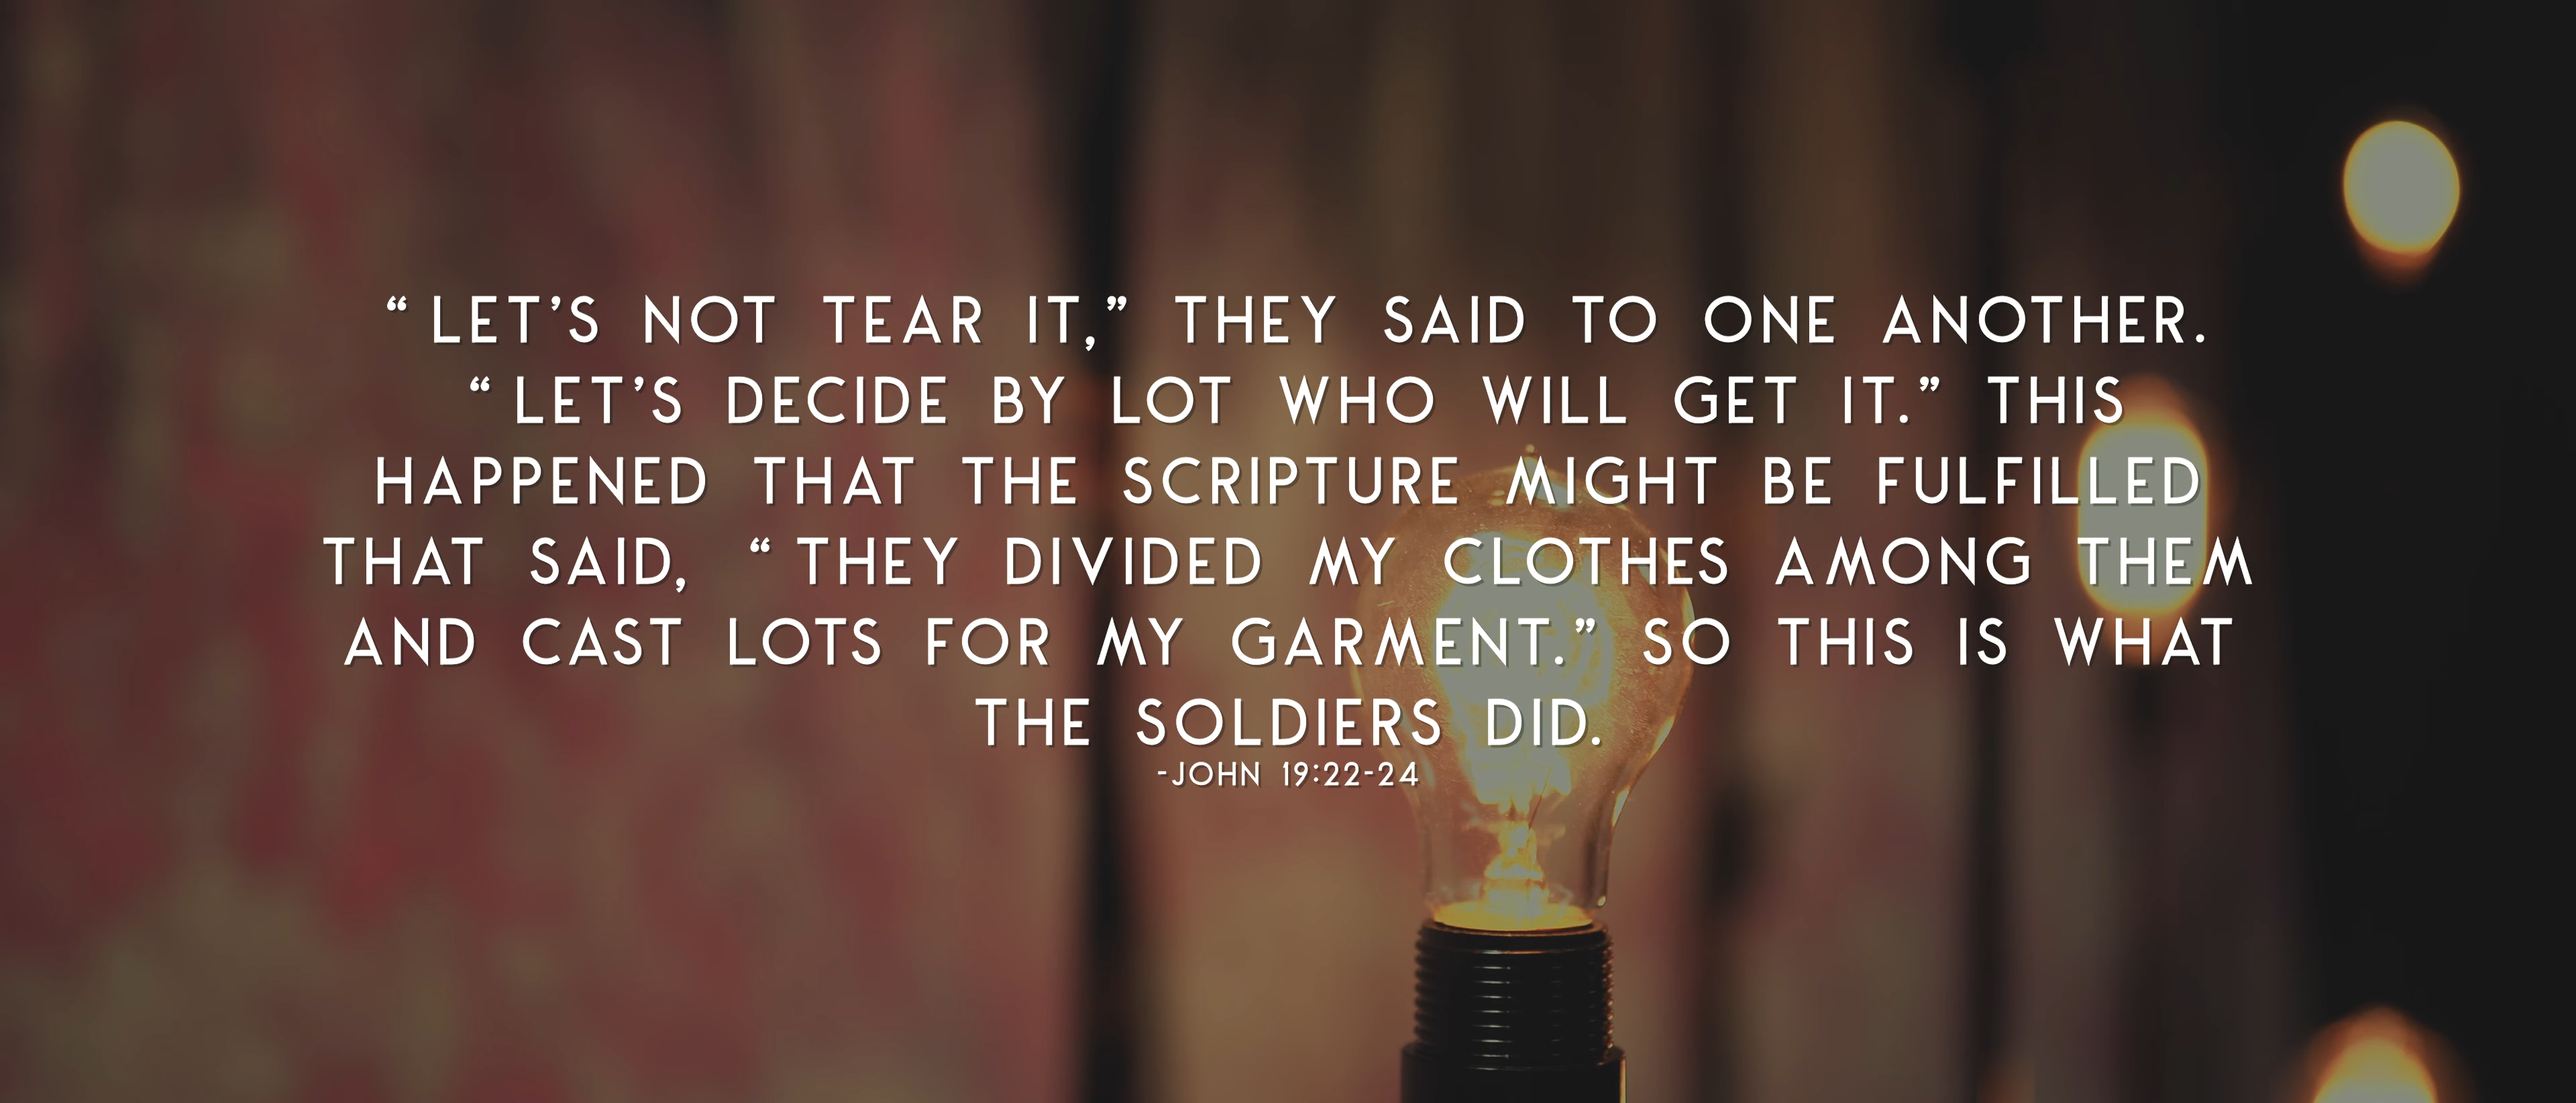 “LET’S NOT TEAR IT,” THEY SAID TO ONE ANOTHER.
“LET’S DECIDE BY LOT WHO WILL GET IT.” THIS
HAPPENED THAT THE SCRIPTURE MIGHT BE FULFILLED
THAT SAID, “THEY DIVIDED MY CLOTHES AMONG THEM
AND CAST LOTS FOR MY GARMENT.” SO THIS IS WHAT
THE SOLDIERS DID.
-JOHN 19:22-24